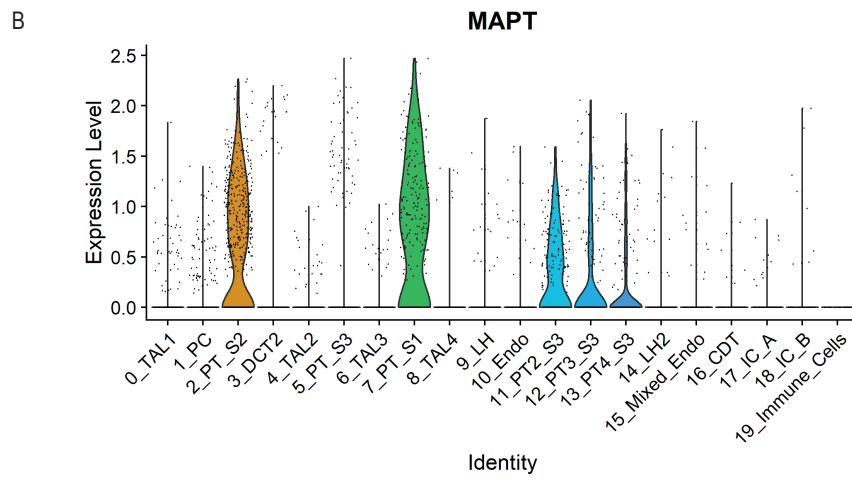 B
MAPT
Expression Level
2.5
2.0
1.5
1.0
0.5
0.0
0_TAL1
1_PC
2_PT_S2
3_DCT2
4_TAL2
5_PT_S3
6_TAL3
7_PT_S1
8_TAL4
9_LH
10_Endo
11_PT2_S3
12_PT3_S3
13_PT4_S3
14_LH2
15_Mixed_Endo
16_CDT
17_IC_A
18_IC_B
19_Immune_Cells
Identity